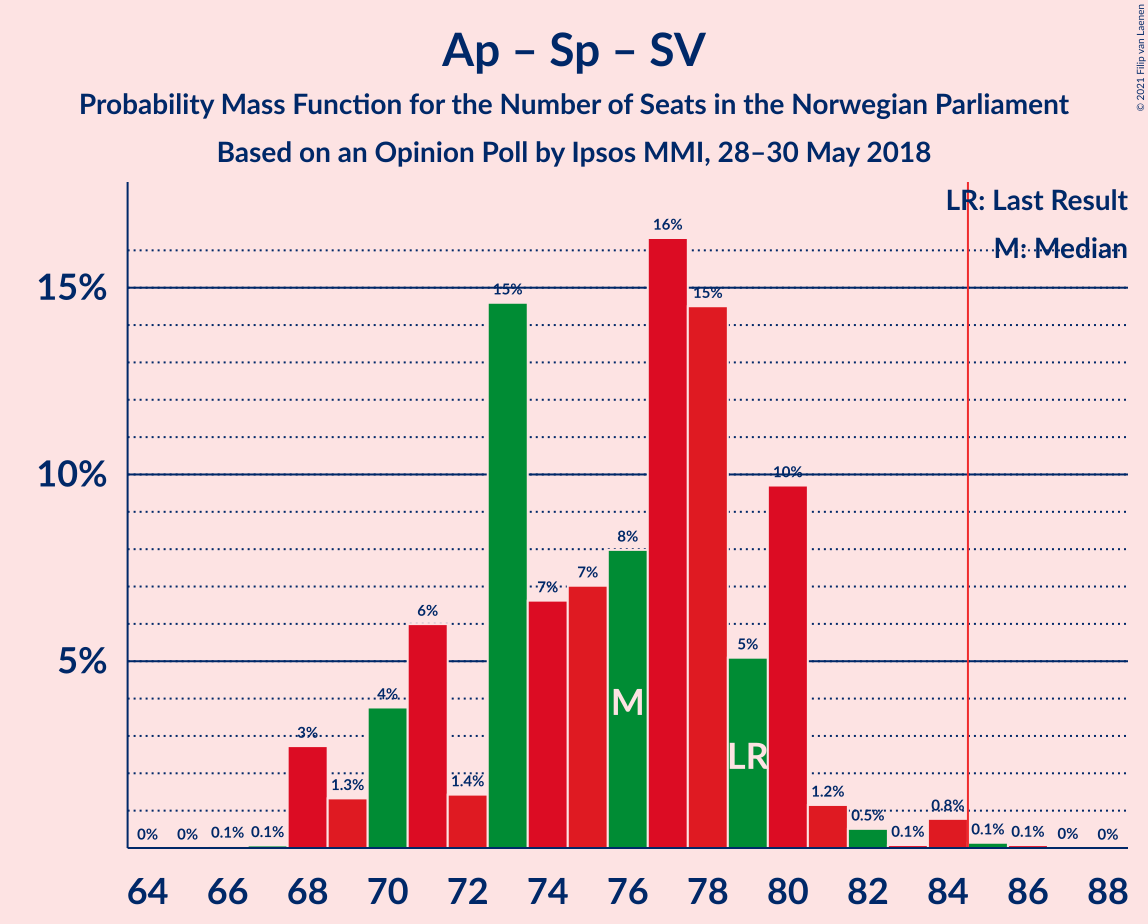 Ap – Sp – SV
Probability Mass Function for the Number of Seats in the Norwegian Parliament
Based on an Opinion Poll by Ipsos MMI, 28–30 May 2018
© 2021 Filip van Laenen
LR: Last Result
M: Median
15%
10%
5%
0% 0% 0.1% 0.1% 3% 1.3% 4% 6% 1.4% 15% 7% 7% 8% 16% 15% 5% 10% 1.2% 0.5% 0.1% 0.8% 0.1% 0.1% 0% 0%
M
LR
64 66 68 70 72 74 76 78 80 82 84 86 88